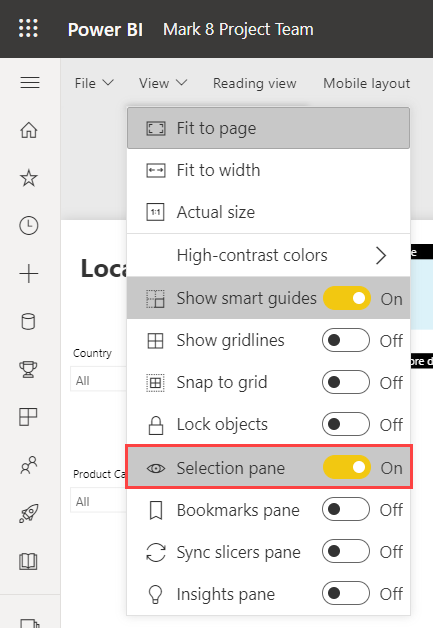 Power BI Mark 8 Project Team
File View Reading view Mobile layout
Fit to page
Fit to width
1:1 Actual size
High-contrast colors
Loca
Show smart guides On
Show gridlines Off
Country
Snap to grid Off
All
Lock objects Off
Selection pane On
Product Ca
All
Bookmarks pane Off
Sync slicers pane Off
Insights pane Off